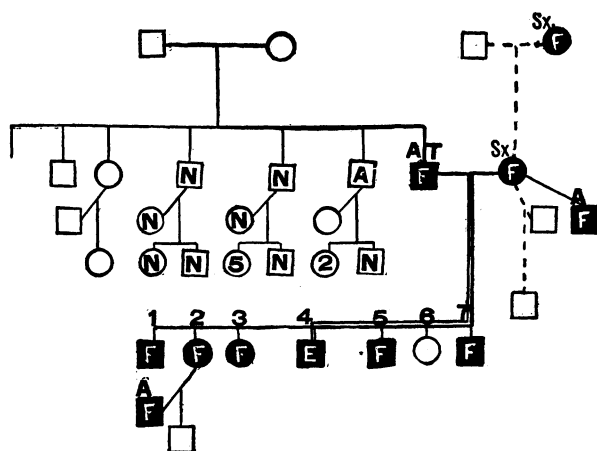 Sx.
F
Sx
A T
N N A F F A
F
N N
N N 5 N 2 N
1 2 3 4 5 6 7
F F F E F F
A
F